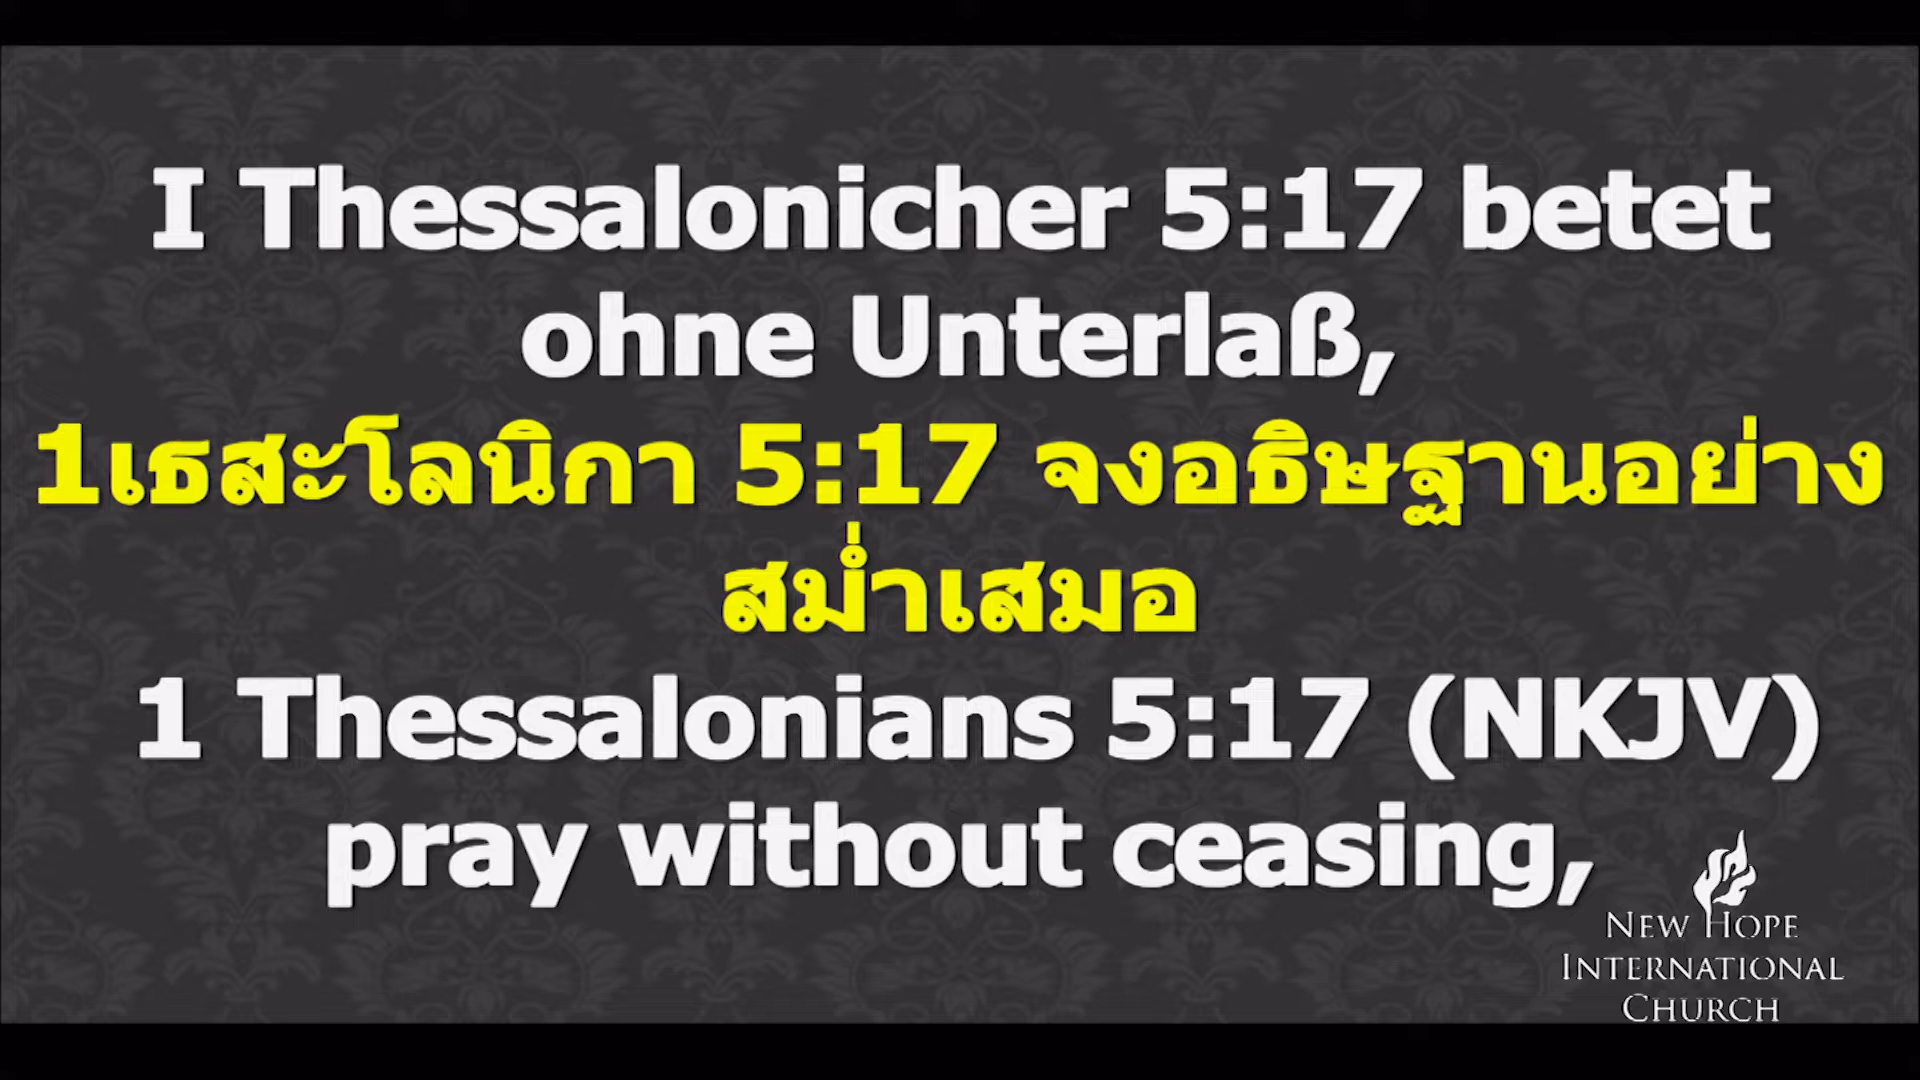 I Thessalonicher 5:17 betet
ohne Unterlaß,
1เธสะโลนิกา 5:17 จงอธิษฐานอย่าง
สม่ำเสมอ
1 Thessalonians 5:17 (NKJV)
pray without ceasing,
NEW HOPE
INTERNATIONAL
CHURCH